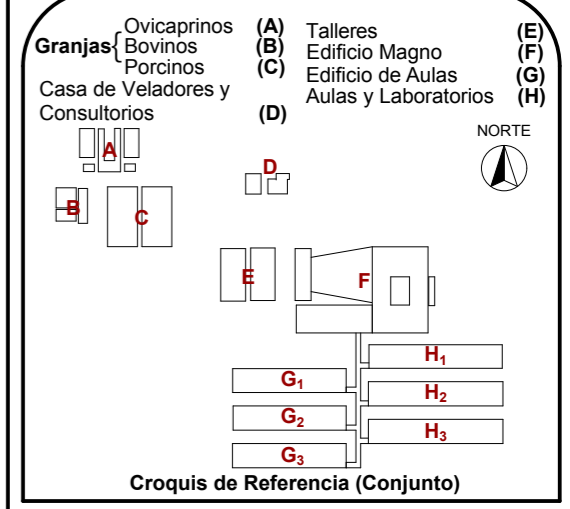 Granjas { Ovicaprinos (A)
Bovinos (B)
Porcinos (C)
Casa de Veladores y
Consultorios (D)
Talleres (E)
Edificio Magno (F)
Edificio de Aulas (G)
Aulas y Laboratorios (H)
NORTE
A
D
B
C
E
F
H₁
G₁
H₂
G₂
H₃
G₃
Croquis de Referencia (Conjunto)